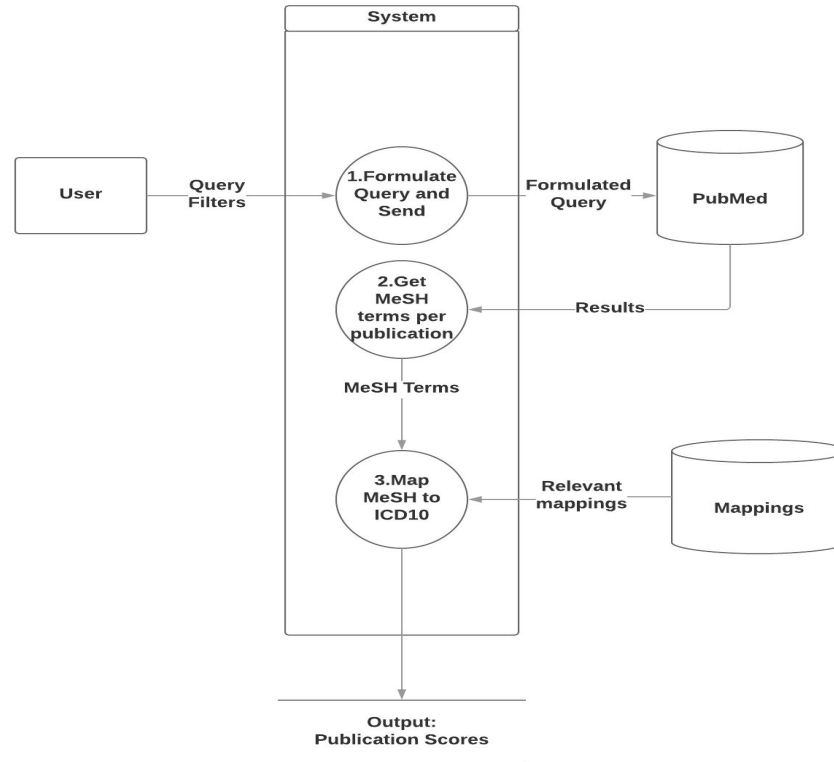 System
User
Query
Filters
1.Formulate
Query and
Send
Formulated
Query
PubMed
2.Get
MeSH
terms per
publication
Results
MeSH Terms
3.Map
MeSH to
ICD10
Relevant
mappings
Mappings
Output:
Publication Scores